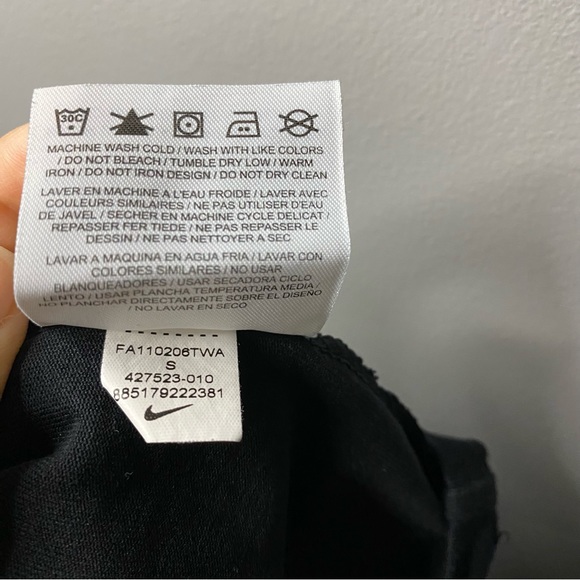 30C
MACHINE WASH COLD / WASH WITH LIKE COLORS
/ DO NOT BLEACH / TUMBLE DRY LOW / WARM
IRON / DO NOT IRON DESIGN / DO NOT DRY CLEAN
LAVER EN MACHINE A L'EAU FROIDE / LAVER AVEC
COULEURS SIMILAIRES / NE PAS UTILISER D'EAU
DE JAVEL / SECHER EN MACHINE CYCLE DELICAT /
REPASSER FER TIEDE / NE PAS REPASSER LE
DESSIN / NE PAS NETTOYER A SEC
LAVAR A MAQUINA EN AGUA FRIA / LAVAR CON
COLORES SIMILARES / NO USAR
BLANQUEADORES / USAR SECADORA CICLO
LENTO / USAR PLANCHA TEMPERATURA MEDIA /
NO PLANCHAR DIRECTAMENTE SOBRE EL DISEÑO
/ NO LAVAR EN SECO
FA110206TWA
S
427523-010
885179222381